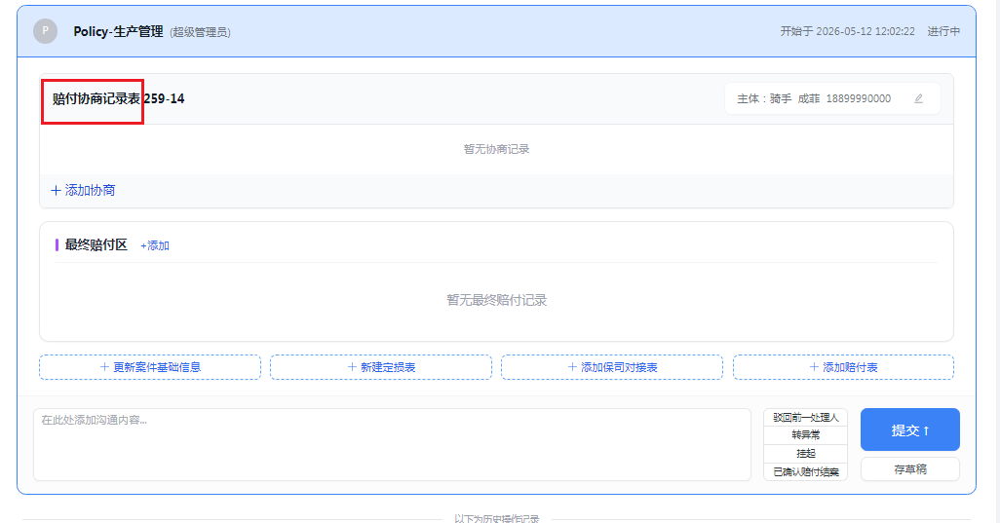 P Policy-生产管理 (超级管理员) 开始于 2026-05-12 12:02:22 进行中
赔付协商记录表 259-14 主体：骑手 成菲 18899990000
暂无协商记录
+ 添加协商
最终赔付区 +添加
暂无最终赔付记录
+ 更新案件基础信息 + 新建定损表 + 添加保司对接表 + 添加赔付表
在此处添加沟通内容...
驳回前一处理人
转异常
挂起
已确认赔付结案
提交 ↑
存草稿
以下为历史操作记录